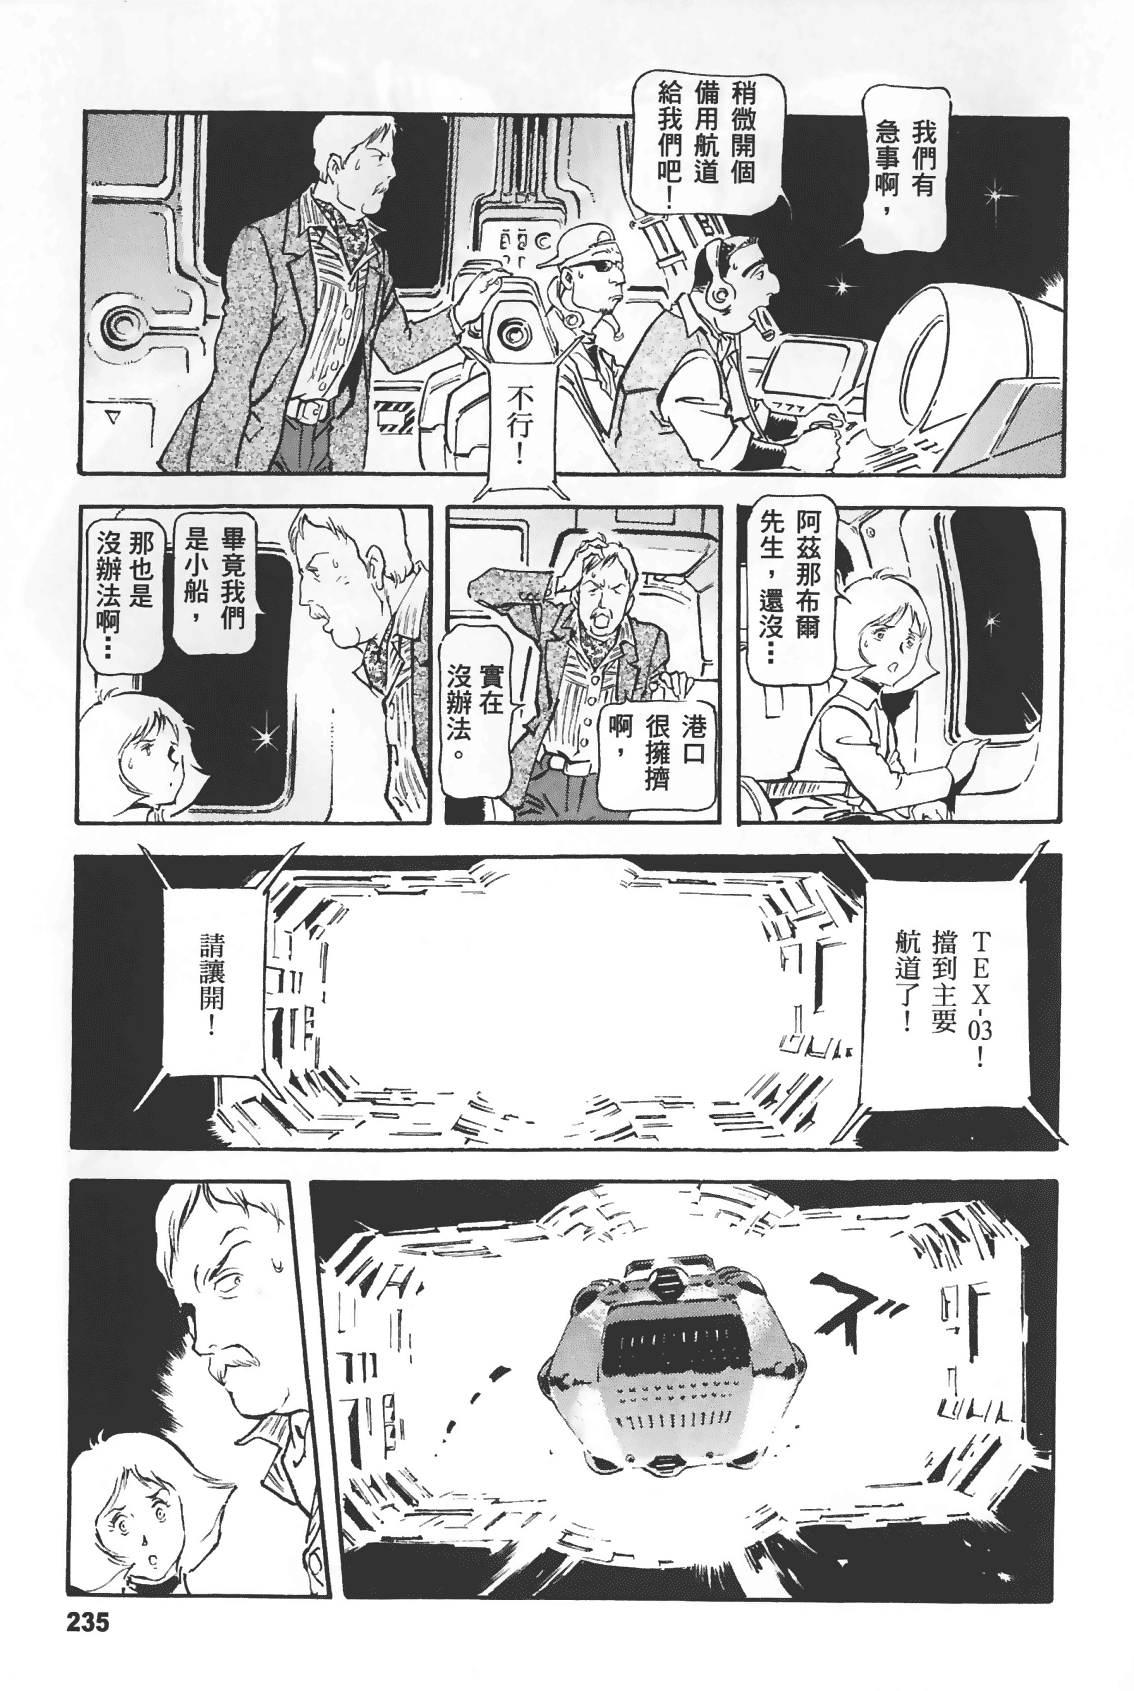 我們有
急事啊，
稍微開個
備用航道
給我們吧！
不行！
阿茲那布爾
先生，還沒…
港口
很擁擠
啊，
實在
沒辦法。
畢竟我們
是小船，
那也是
沒辦法啊…
TEX-03！
擋到主要
航道了！
請讓開！
ズ
235